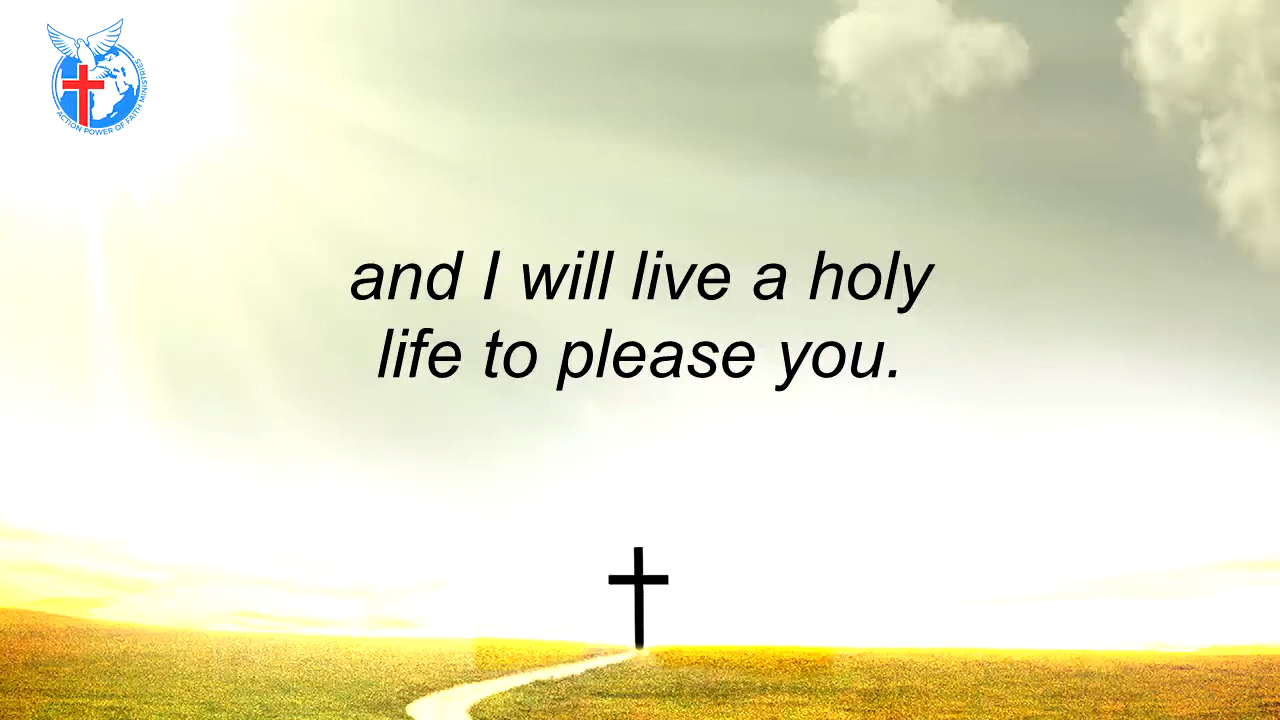 ACTION POWER OF FAITH MINISTRIES
and I will live a holy
life to please you.